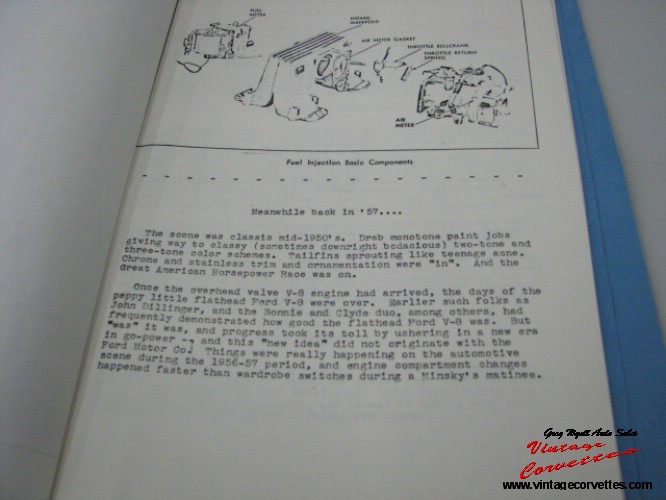 FUEL
METER
INTAKE
MANIFOLD
AIR METER GASKET
THROTTLE BELLCRANK
THROTTLE RETURN
SPRING
AIR
METER
Fuel Injection Basic Components
Meanwhile back in '57....
The scene was classis mid-1950's. Drab monotone paint jobs
giving way to classy (sometimes downright bodacious) two-tone and
three-tone color schemes. Tailfins sprouting like teenage acne.
Chrome and stainless trim and ornamentation were "in". And the
Great American Horsepower Race was on.
Once the overhead valve V-8 engine had arrived, the days of the
peppy little flathead Ford V-8 were over. Earlier such folks as
John Dillinger, and the Bonnie and Clyde duo, among others, had
frequently demonstrated how good the flathead Ford V-8 was. But
"was" it was, and progress took its toll by ushering in a new era
in go-power -- and this "new idea" did not originate with the
Ford Motor Co. Things were really happening on the automotive
scene during the 1956-57 period, and engine compartment changes
happened faster than wardrobe switches during a Minsky's matinee.
Greg Wyatt Auto Sales
Vintage
Corvettes
www.vintagecorvettes.com